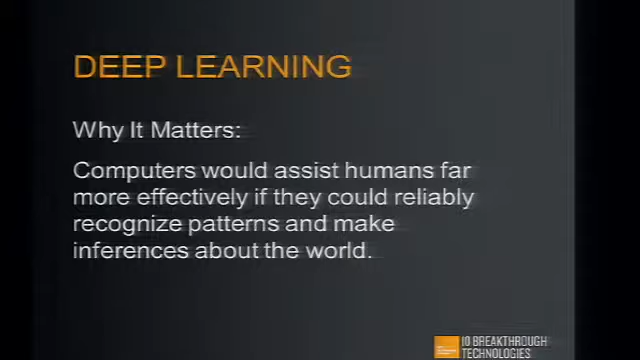 DEEP LEARNING
Why It Matters:
Computers would assist humans far
more effectively if they could reliably
recognize patterns and make
inferences about the world.
10 BREAKTHROUGH
TECHNOLOGIES